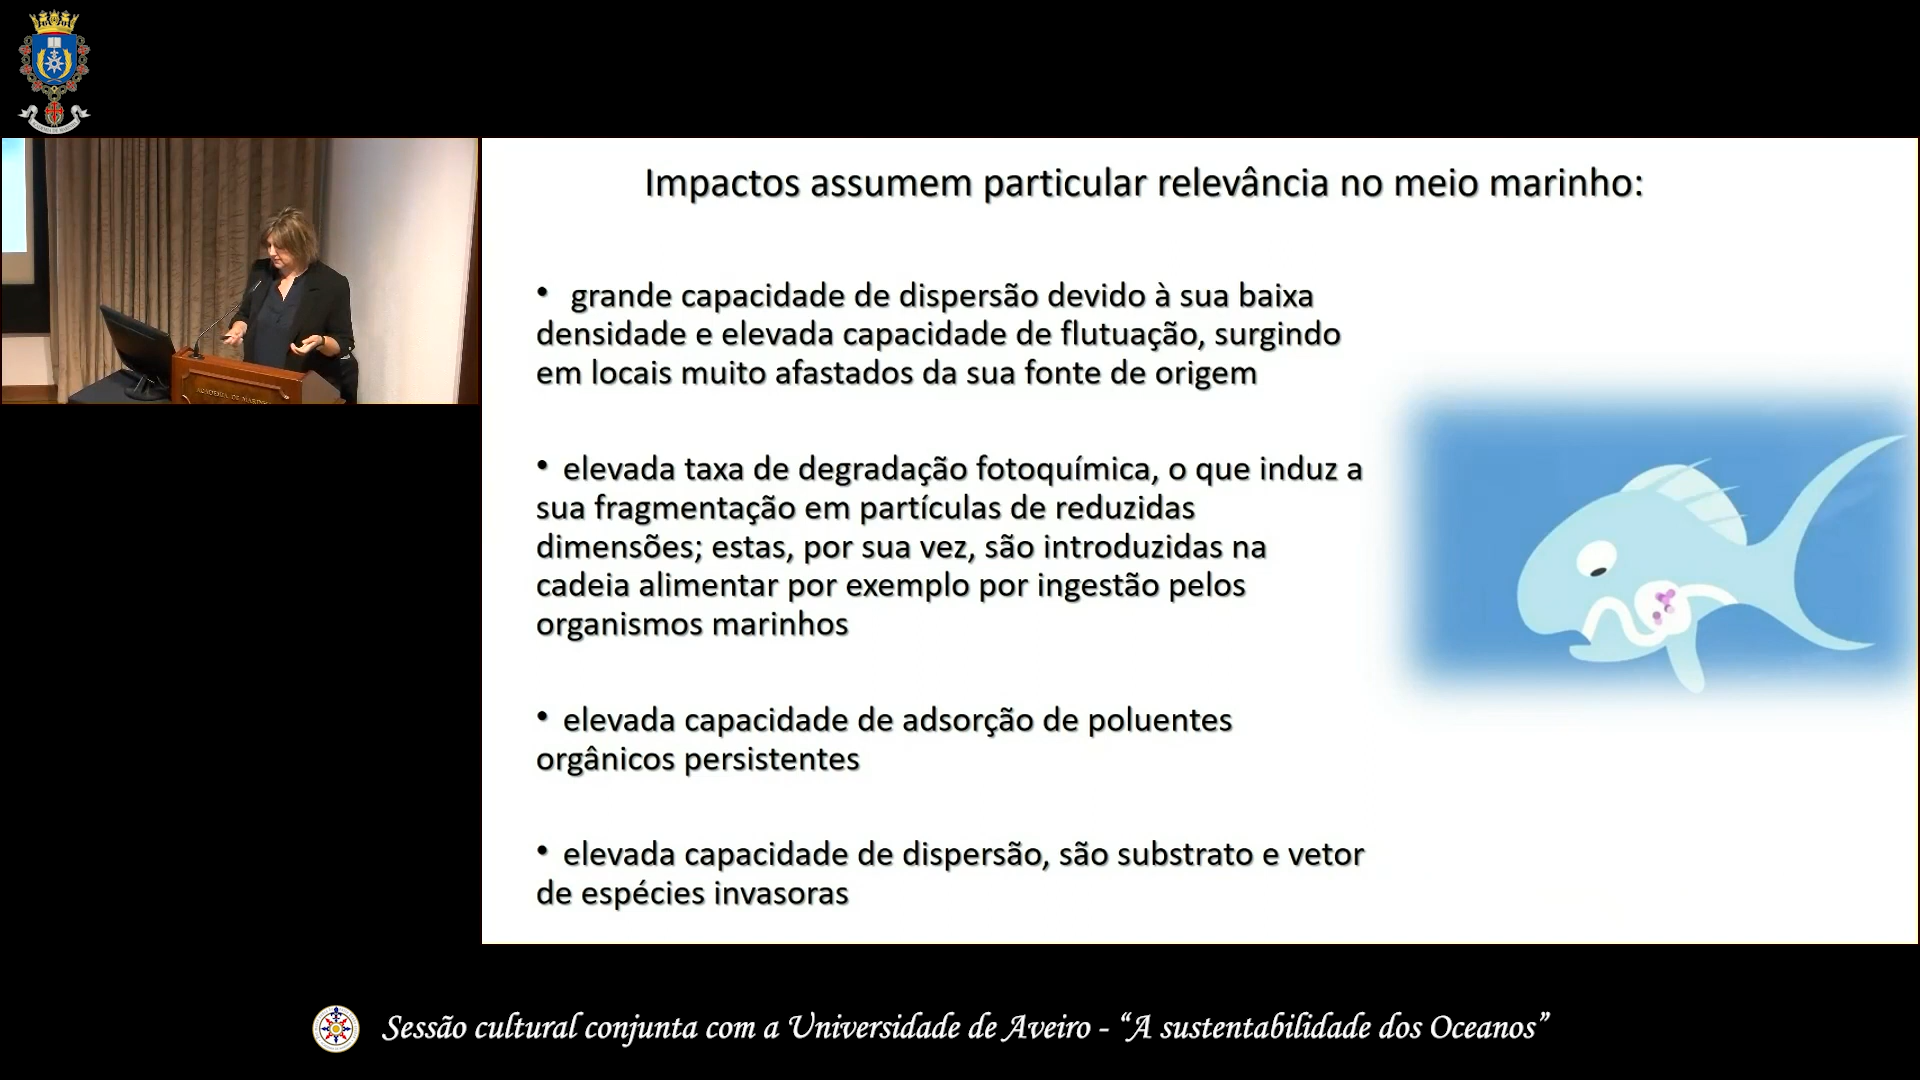 ACADEMIA DE MARINHA
Impactos assumem particular relevância no meio marinho:
• grande capacidade de dispersão devido à sua baixa
densidade e elevada capacidade de flutuação, surgindo
em locais muito afastados da sua fonte de origem
• elevada taxa de degradação fotoquímica, o que induz a
sua fragmentação em partículas de reduzidas
dimensões; estas, por sua vez, são introduzidas na
cadeia alimentar por exemplo por ingestão pelos
organismos marinhos
• elevada capacidade de adsorção de poluentes
orgânicos persistentes
• elevada capacidade de dispersão, são substrato e vetor
de espécies invasoras
Sessão cultural conjunta com a Universidade de Aveiro - “A sustentabilidade dos Oceanos”